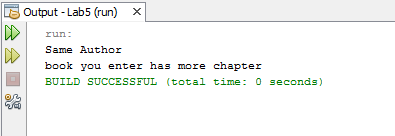 Output - Lab5 (run)
run:
Same Author
book you enter has more chapter
BUILD SUCCESSFUL (total time: 0 seconds)